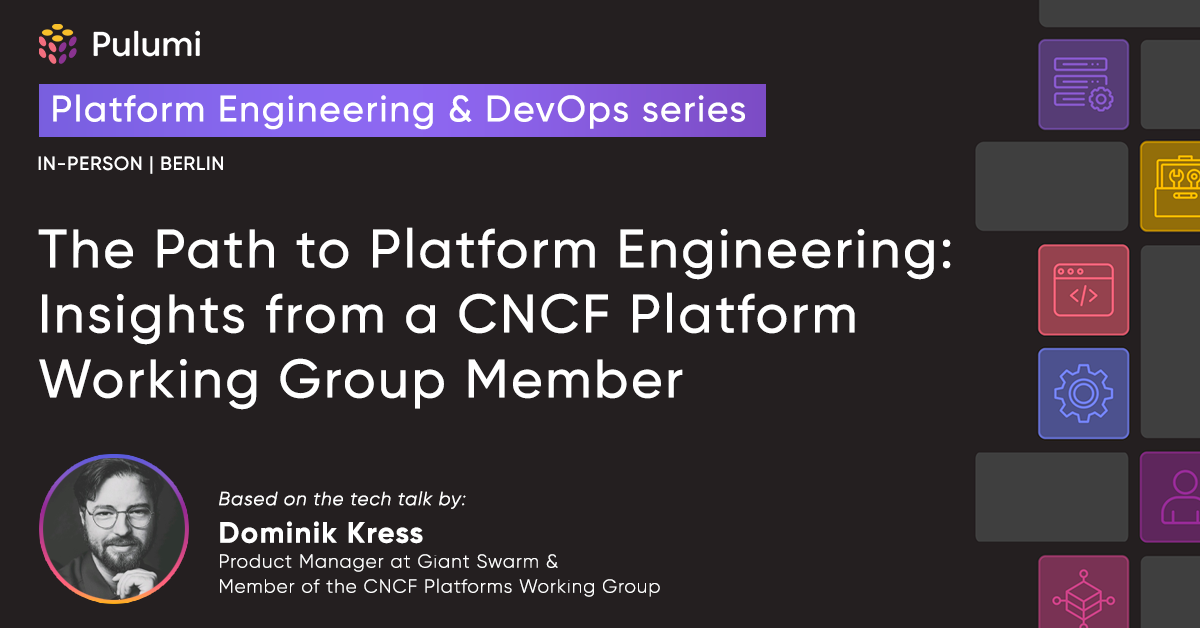 Pulumi
Platform Engineering & DevOps series
IN-PERSON | BERLIN
The Path to Platform Engineering:
Insights from a CNCF Platform
Working Group Member
Based on the tech talk by:
Dominik Kress
Product Manager at Giant Swarm &
Member of the CNCF Platforms Working Group